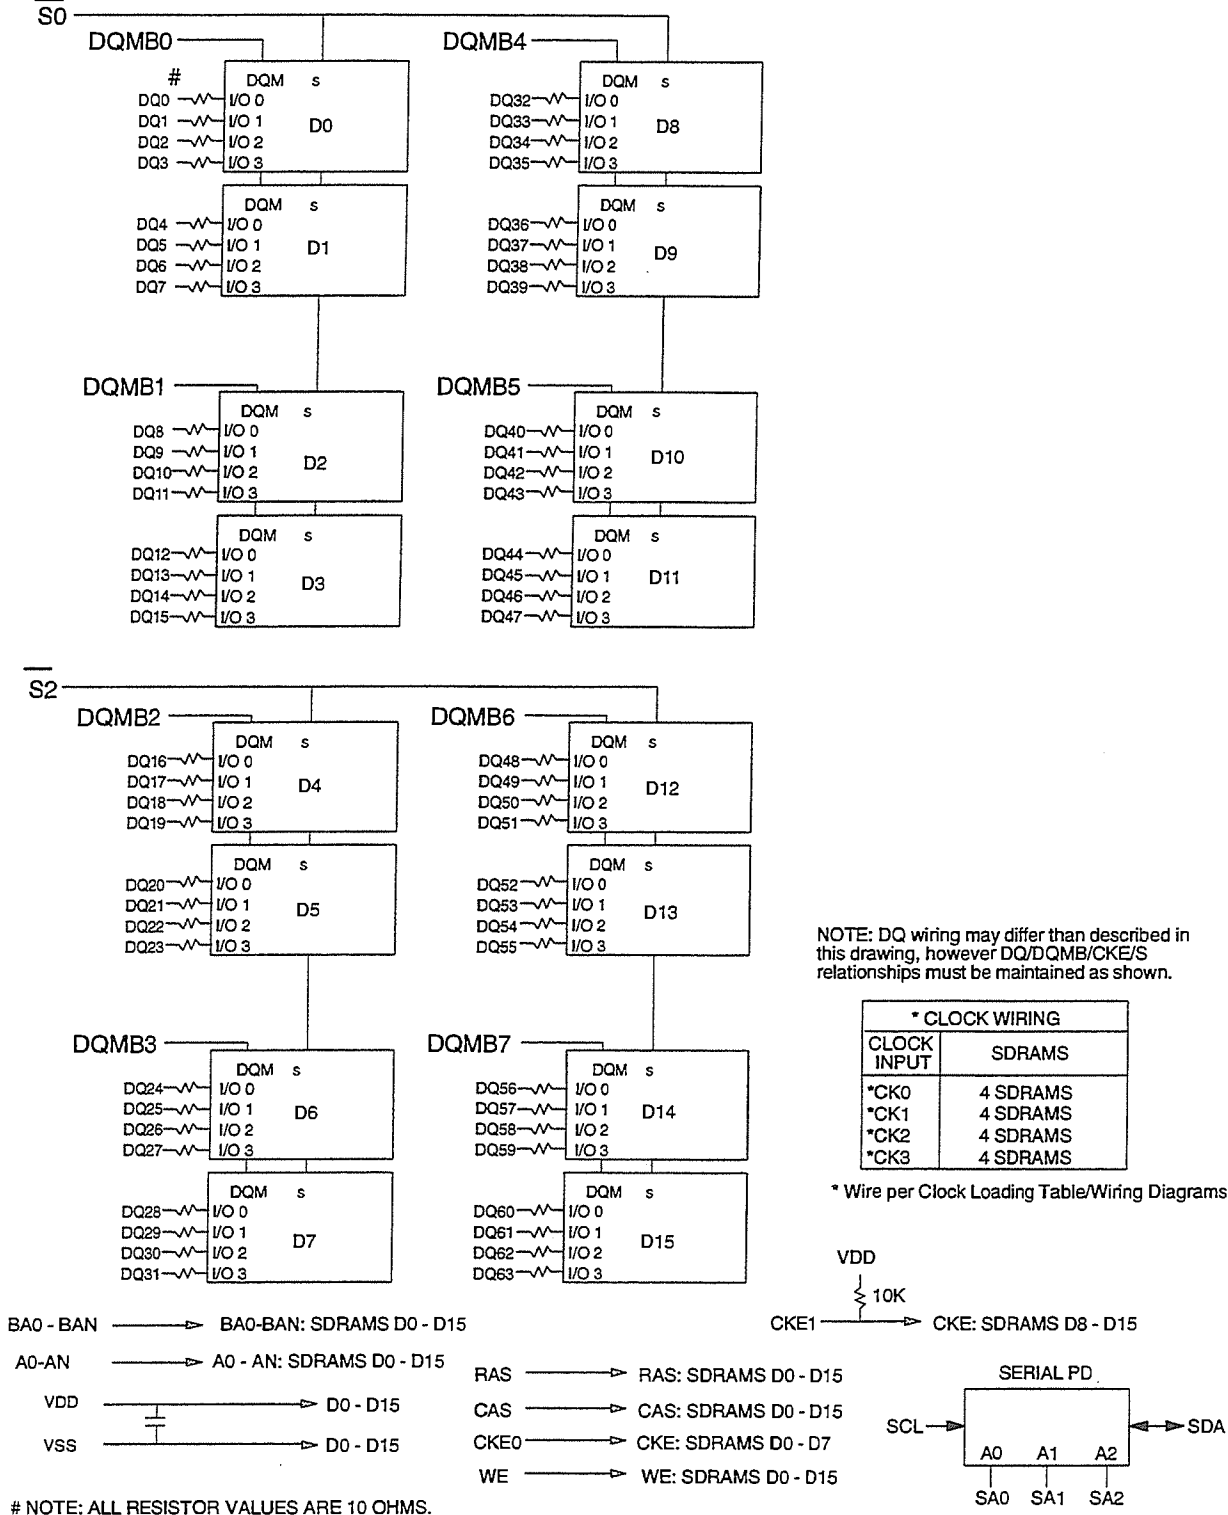 S0
DQMB0
#
DQM S
DQ0 I/O 0
DQ1 I/O 1
D0
DQ2 I/O 2
DQ3 I/O 3
DQM S
DQ4 I/O 0
DQ5 I/O 1
D1
DQ6 I/O 2
DQ7 I/O 3
DQMB4
DQM S
DQ32 I/O 0
DQ33 I/O 1
D8
DQ34 I/O 2
DQ35 I/O 3
DQM S
DQ36 I/O 0
DQ37 I/O 1
D9
DQ38 I/O 2
DQ39 I/O 3
DQMB1
DQM S
DQ8 I/O 0
DQ9 I/O 1
D2
DQ10 I/O 2
DQ11 I/O 3
DQM S
DQ12 I/O 0
DQ13 I/O 1
D3
DQ14 I/O 2
DQ15 I/O 3
DQMB5
DQM S
DQ40 I/O 0
DQ41 I/O 1
D10
DQ42 I/O 2
DQ43 I/O 3
DQM S
DQ44 I/O 0
DQ45 I/O 1
D11
DQ46 I/O 2
DQ47 I/O 3
S2
DQMB2
DQM S
DQ16 I/O 0
DQ17 I/O 1
D4
DQ18 I/O 2
DQ19 I/O 3
DQM S
DQ20 I/O 0
DQ21 I/O 1
D5
DQ22 I/O 2
DQ23 I/O 3
DQMB6
DQM S
DQ48 I/O 0
DQ49 I/O 1
D12
DQ50 I/O 2
DQ51 I/O 3
DQM S
DQ52 I/O 0
DQ53 I/O 1
D13
DQ54 I/O 2
DQ55 I/O 3
DQMB3
DQM S
DQ24 I/O 0
DQ25 I/O 1
D6
DQ26 I/O 2
DQ27 I/O 3
DQM S
DQ28 I/O 0
DQ29 I/O 1
D7
DQ30 I/O 2
DQ31 I/O 3
DQMB7
DQM S
DQ56 I/O 0
DQ57 I/O 1
D14
DQ58 I/O 2
DQ59 I/O 3
DQM S
DQ60 I/O 0
DQ61 I/O 1
D15
DQ62 I/O 2
DQ63 I/O 3
NOTE: DQ wiring may differ than described in
this drawing, however DQ/DQMB/CKE/S
relationships must be maintained as shown.
* CLOCK WIRING
CLOCK INPUT SDRAMS
*CK0 4 SDRAMS
*CK1 4 SDRAMS
*CK2 4 SDRAMS
*CK3 4 SDRAMS
* Wire per Clock Loading Table/Wiring Diagrams
VDD
10K
CKE1 CKE: SDRAMS D8 - D15
BA0 - BAN BA0-BAN: SDRAMS D0 - D15
A0-AN A0 - AN: SDRAMS D0 - D15
VDD D0 - D15
VSS D0 - D15
RAS RAS: SDRAMS D0 - D15
CAS CAS: SDRAMS D0 - D15
CKE0 CKE: SDRAMS D0 - D7
WE WE: SDRAMS D0 - D15
SERIAL PD
SCL SDA
A0 A1 A2
SA0 SA1 SA2
# NOTE: ALL RESISTOR VALUES ARE 10 OHMS.